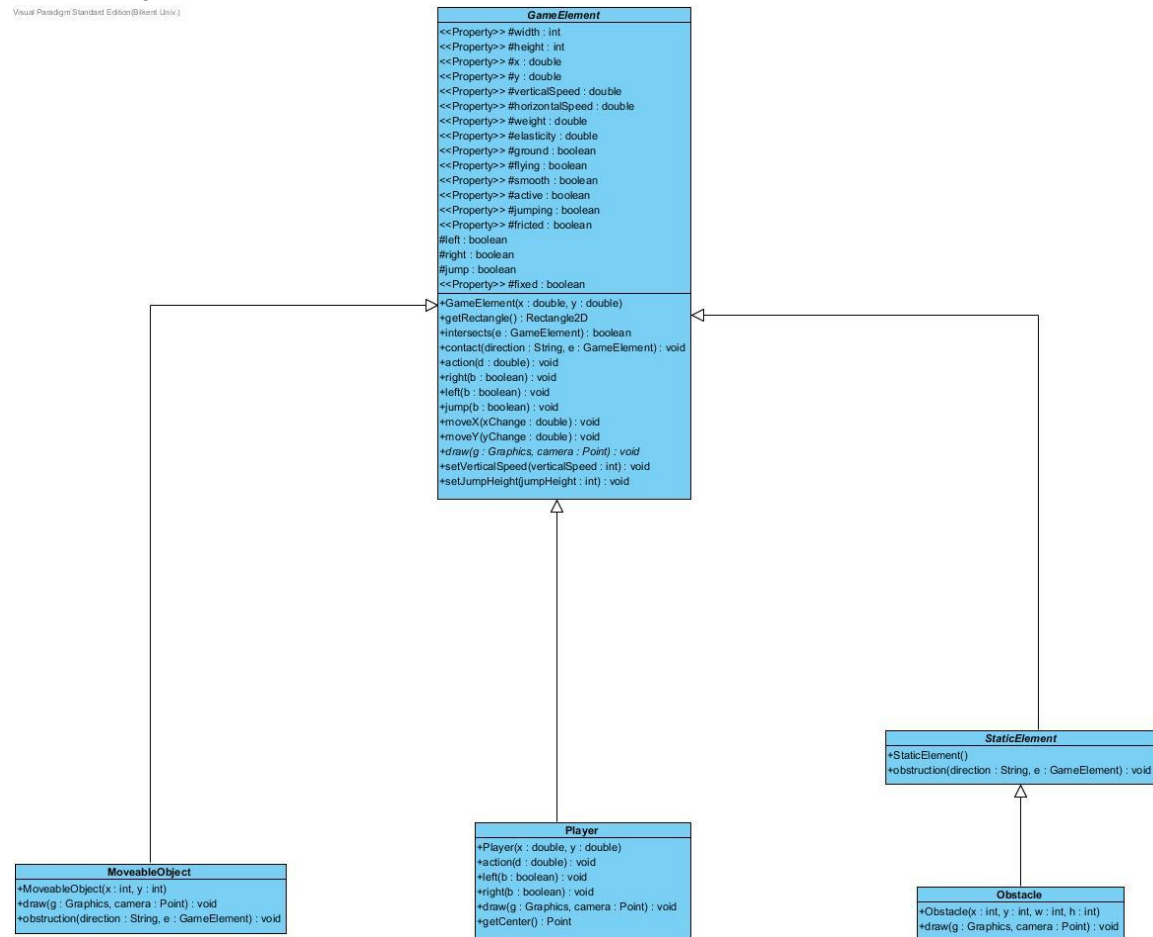 Visual Paradigm Standard Edition(Bilkent Univ.)
GameElement
<<Property>> #width : int
<<Property>> #height : int
<<Property>> #x : double
<<Property>> #y : double
<<Property>> #verticalSpeed : double
<<Property>> #horizontalSpeed : double
<<Property>> #weight : double
<<Property>> #elasticity : double
<<Property>> #ground : boolean
<<Property>> #flying : boolean
<<Property>> #smooth : boolean
<<Property>> #active : boolean
<<Property>> #jumping : boolean
<<Property>> #fricted : boolean
#left : boolean
#right : boolean
#jump : boolean
<<Property>> #fixed : boolean
+GameElement(x : double, y : double)
+getRectangle() : Rectangle2D
+intersects(e : GameElement) : boolean
+contact(direction : String, e : GameElement) : void
+action(d : double) : void
+right(b : boolean) : void
+left(b : boolean) : void
+jump(b : boolean) : void
+moveX(xChange : double) : void
+moveY(yChange : double) : void
+draw(g : Graphics, camera : Point) : void
+setVerticalSpeed(verticalSpeed : int) : void
+setJumpHeight(jumpHeight : int) : void
StaticElement
+StaticElement()
+obstruction(direction : String, e : GameElement) : void
MoveableObject
+MoveableObject(x : int, y : int)
+draw(g : Graphics, camera : Point) : void
+obstruction(direction : String, e : GameElement) : void
Player
+Player(x : double, y : double)
+action(d : double) : void
+left(b : boolean) : void
+right(b : boolean) : void
+draw(g : Graphics, camera : Point) : void
+getCenter() : Point
Obstacle
+Obstacle(x : int, y : int, w : int, h : int)
+draw(g : Graphics, camera : Point) : void